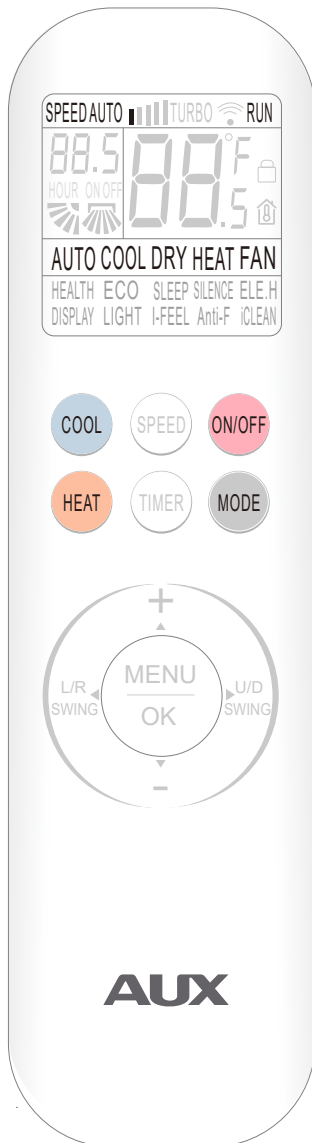 SPEED AUTO TURBO RUN
88.5 88.5 °F
HOUR ON OFF
AUTO COOL DRY HEAT FAN
HEALTH ECO SLEEP SILENCE ELE.H
DISPLAY LIGHT I-FEEL Anti-F iCLEAN
COOL SPEED ON/OFF
HEAT TIMER MODE
+
L/R SWING
MENU
OK
U/D SWING
-
AUX